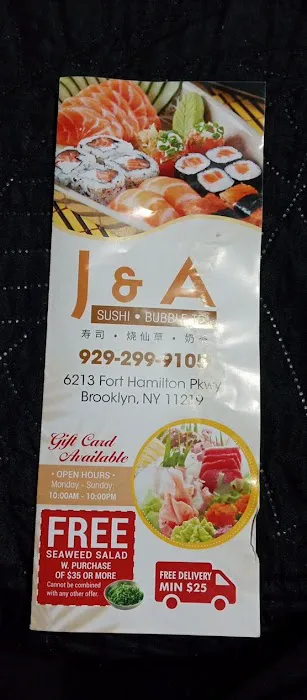 J & A
SUSHI • BUBBLE TEA
寿司 • 烧仙草 • 奶茶
929-299-9105
6213 Fort Hamilton Pkwy
Brooklyn, NY 11219
Gift Card
Available
• OPEN HOURS •
Monday - Sunday:
10:00AM - 10:00PM
FREE
SEAWEED SALAD
W. PURCHASE
OF $35 OR MORE
Cannot be combined
with any other offer.
FREE DELIVERY
MIN $25